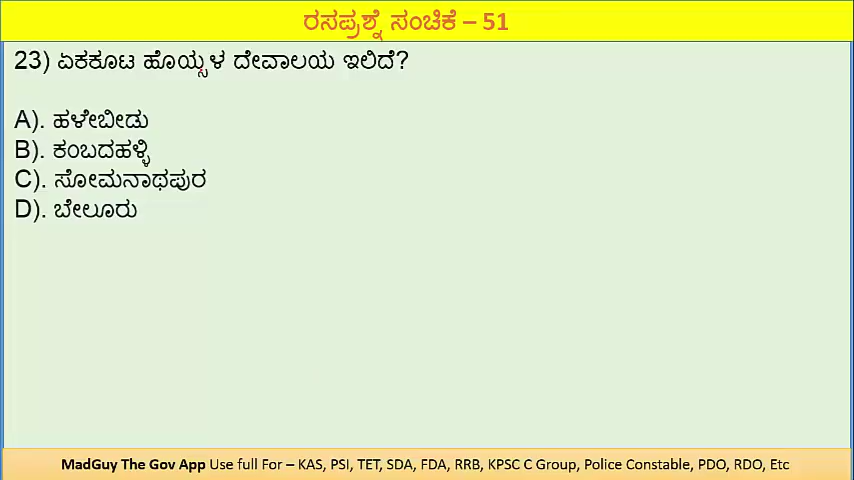 ರಸಪ್ರಶ್ನೆ ಸಂಚಿಕೆ – 51
23) ಏಕಕೂಟ ಹೊಯ್ಸಳ ದೇವಾಲಯ ಇಲಿದೆ?
A). ಹಳೇಬೀಡು
B). ಕಂಬದಹಳ್ಳಿ
C). ಸೋಮನಾಥಪುರ
D). ಬೇಲೂರು
MadGuy The Gov App Use full For – KAS, PSI, TET, SDA, FDA, RRB, KPSC C Group, Police Constable, PDO, RDO, Etc